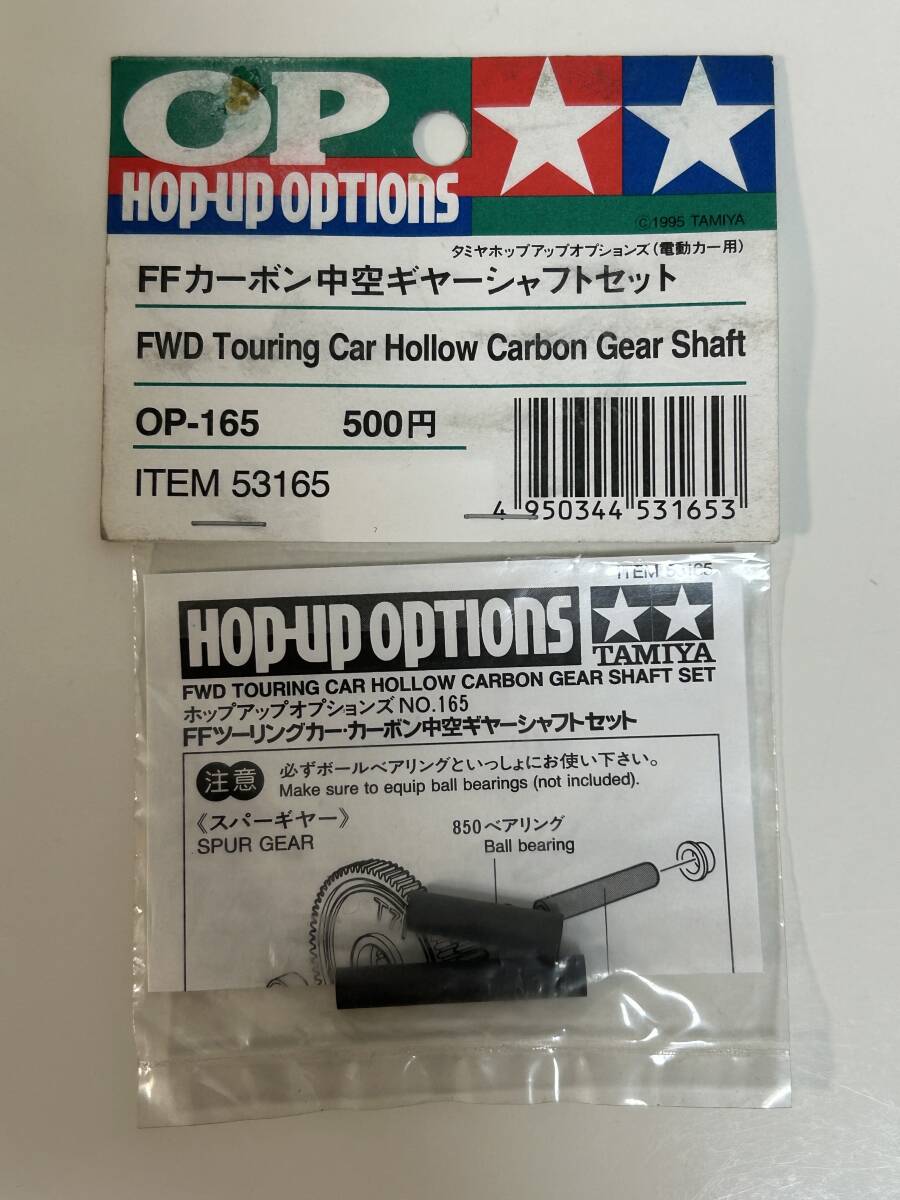 OP
HOP-UP OPTIONS
©1995 TAMIYA
タミヤホップアップオプションズ(電動カー用)
FFカーボン中空ギヤーシャフトセット
FWD Touring Car Hollow Carbon Gear Shaft
OP-165 500円
ITEM 53165
4 950344 531653
ITEM 53165
HOP-UP OPTIONS
TAMIYA
FWD TOURING CAR HOLLOW CARBON GEAR SHAFT SET
ホップアップオプションズ NO.165
FFツーリングカー・カーボン中空ギヤーシャフトセット
注意 必ずボールベアリングといっしょにお使い下さい。
Make sure to equip ball bearings (not included).
《スパーギヤー》
SPUR GEAR
850ベアリング
Ball bearing